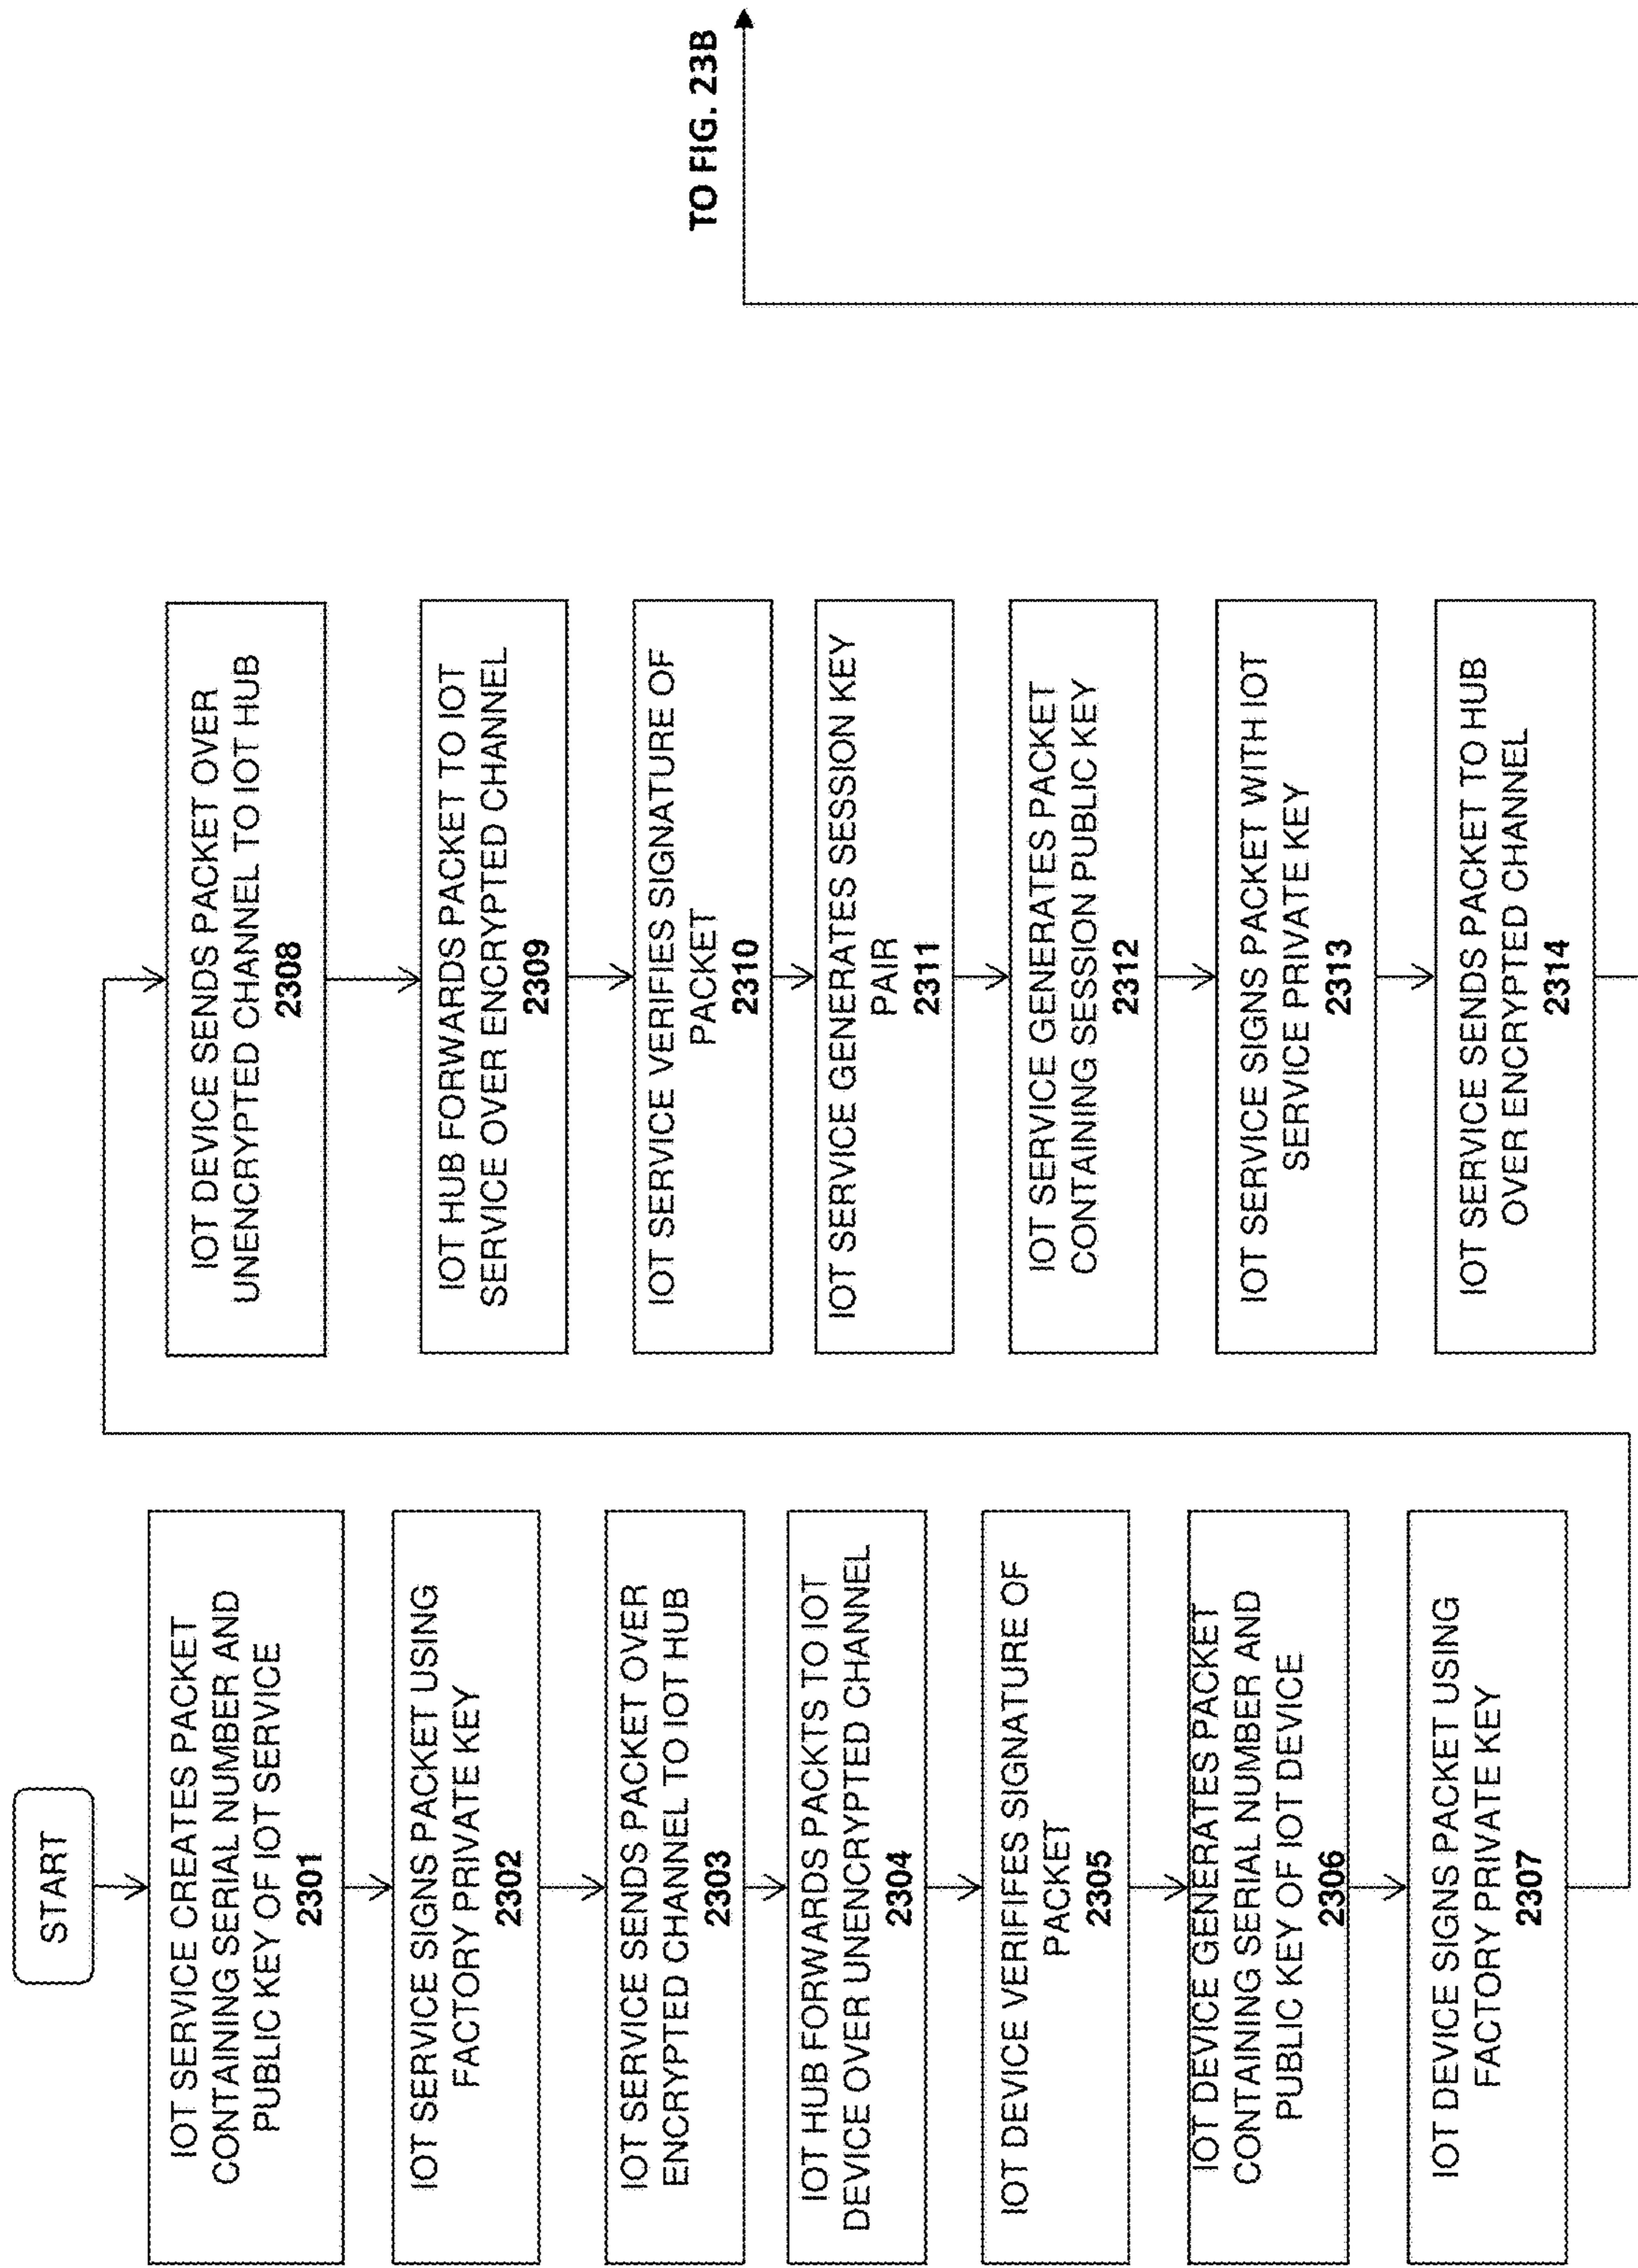 START
IOT SERVICE CREATES PACKET
CONTAINING SERIAL NUMBER AND
PUBLIC KEY OF IOT SERVICE
2301
IOT SERVICE SIGNS PACKET USING
FACTORY PRIVATE KEY
2302
IOT SERVICE SENDS PACKET OVER
ENCRYPTED CHANNEL TO IOT HUB
2303
IOT HUB FORWARDS PACKTS TO IOT
DEVICE OVER UNENCRYPTED CHANNEL
2304
IOT DEVICE VERIFIFES SIGNATURE OF
PACKET
2305
IOT DEVICE GENERATES PACKET
CONTAINING SERIAL NUMBER AND
PUBLIC KEY OF IOT DEVICE
2306
IOT DEVICE SIGNS PACKET USING
FACTORY PRIVATE KEY
2307
IOT DEVICE SENDS PACKET OVER
UNENCRYPTED CHANNEL TO IOT HUB
2308
IOT HUB FORWARDS PACKET TO IOT
SERVICE OVER ENCRYPTED CHANNEL
2309
IOT SERVICE VERIFIES SIGNATURE OF
PACKET
2310
IOT SERVICE GENERATES SESSION KEY
PAIR
2311
IOT SERVICE GENERATES PACKET
CONTAINING SESSION PUBLIC KEY
2312
IOT SERVICE SIGNS PACKET WITH IOT
SERVICE PRIVATE KEY
2313
IOT SERVICE SENDS PACKET TO HUB
OVER ENCRYPTED CHANNEL
2314
TO FIG. 23B